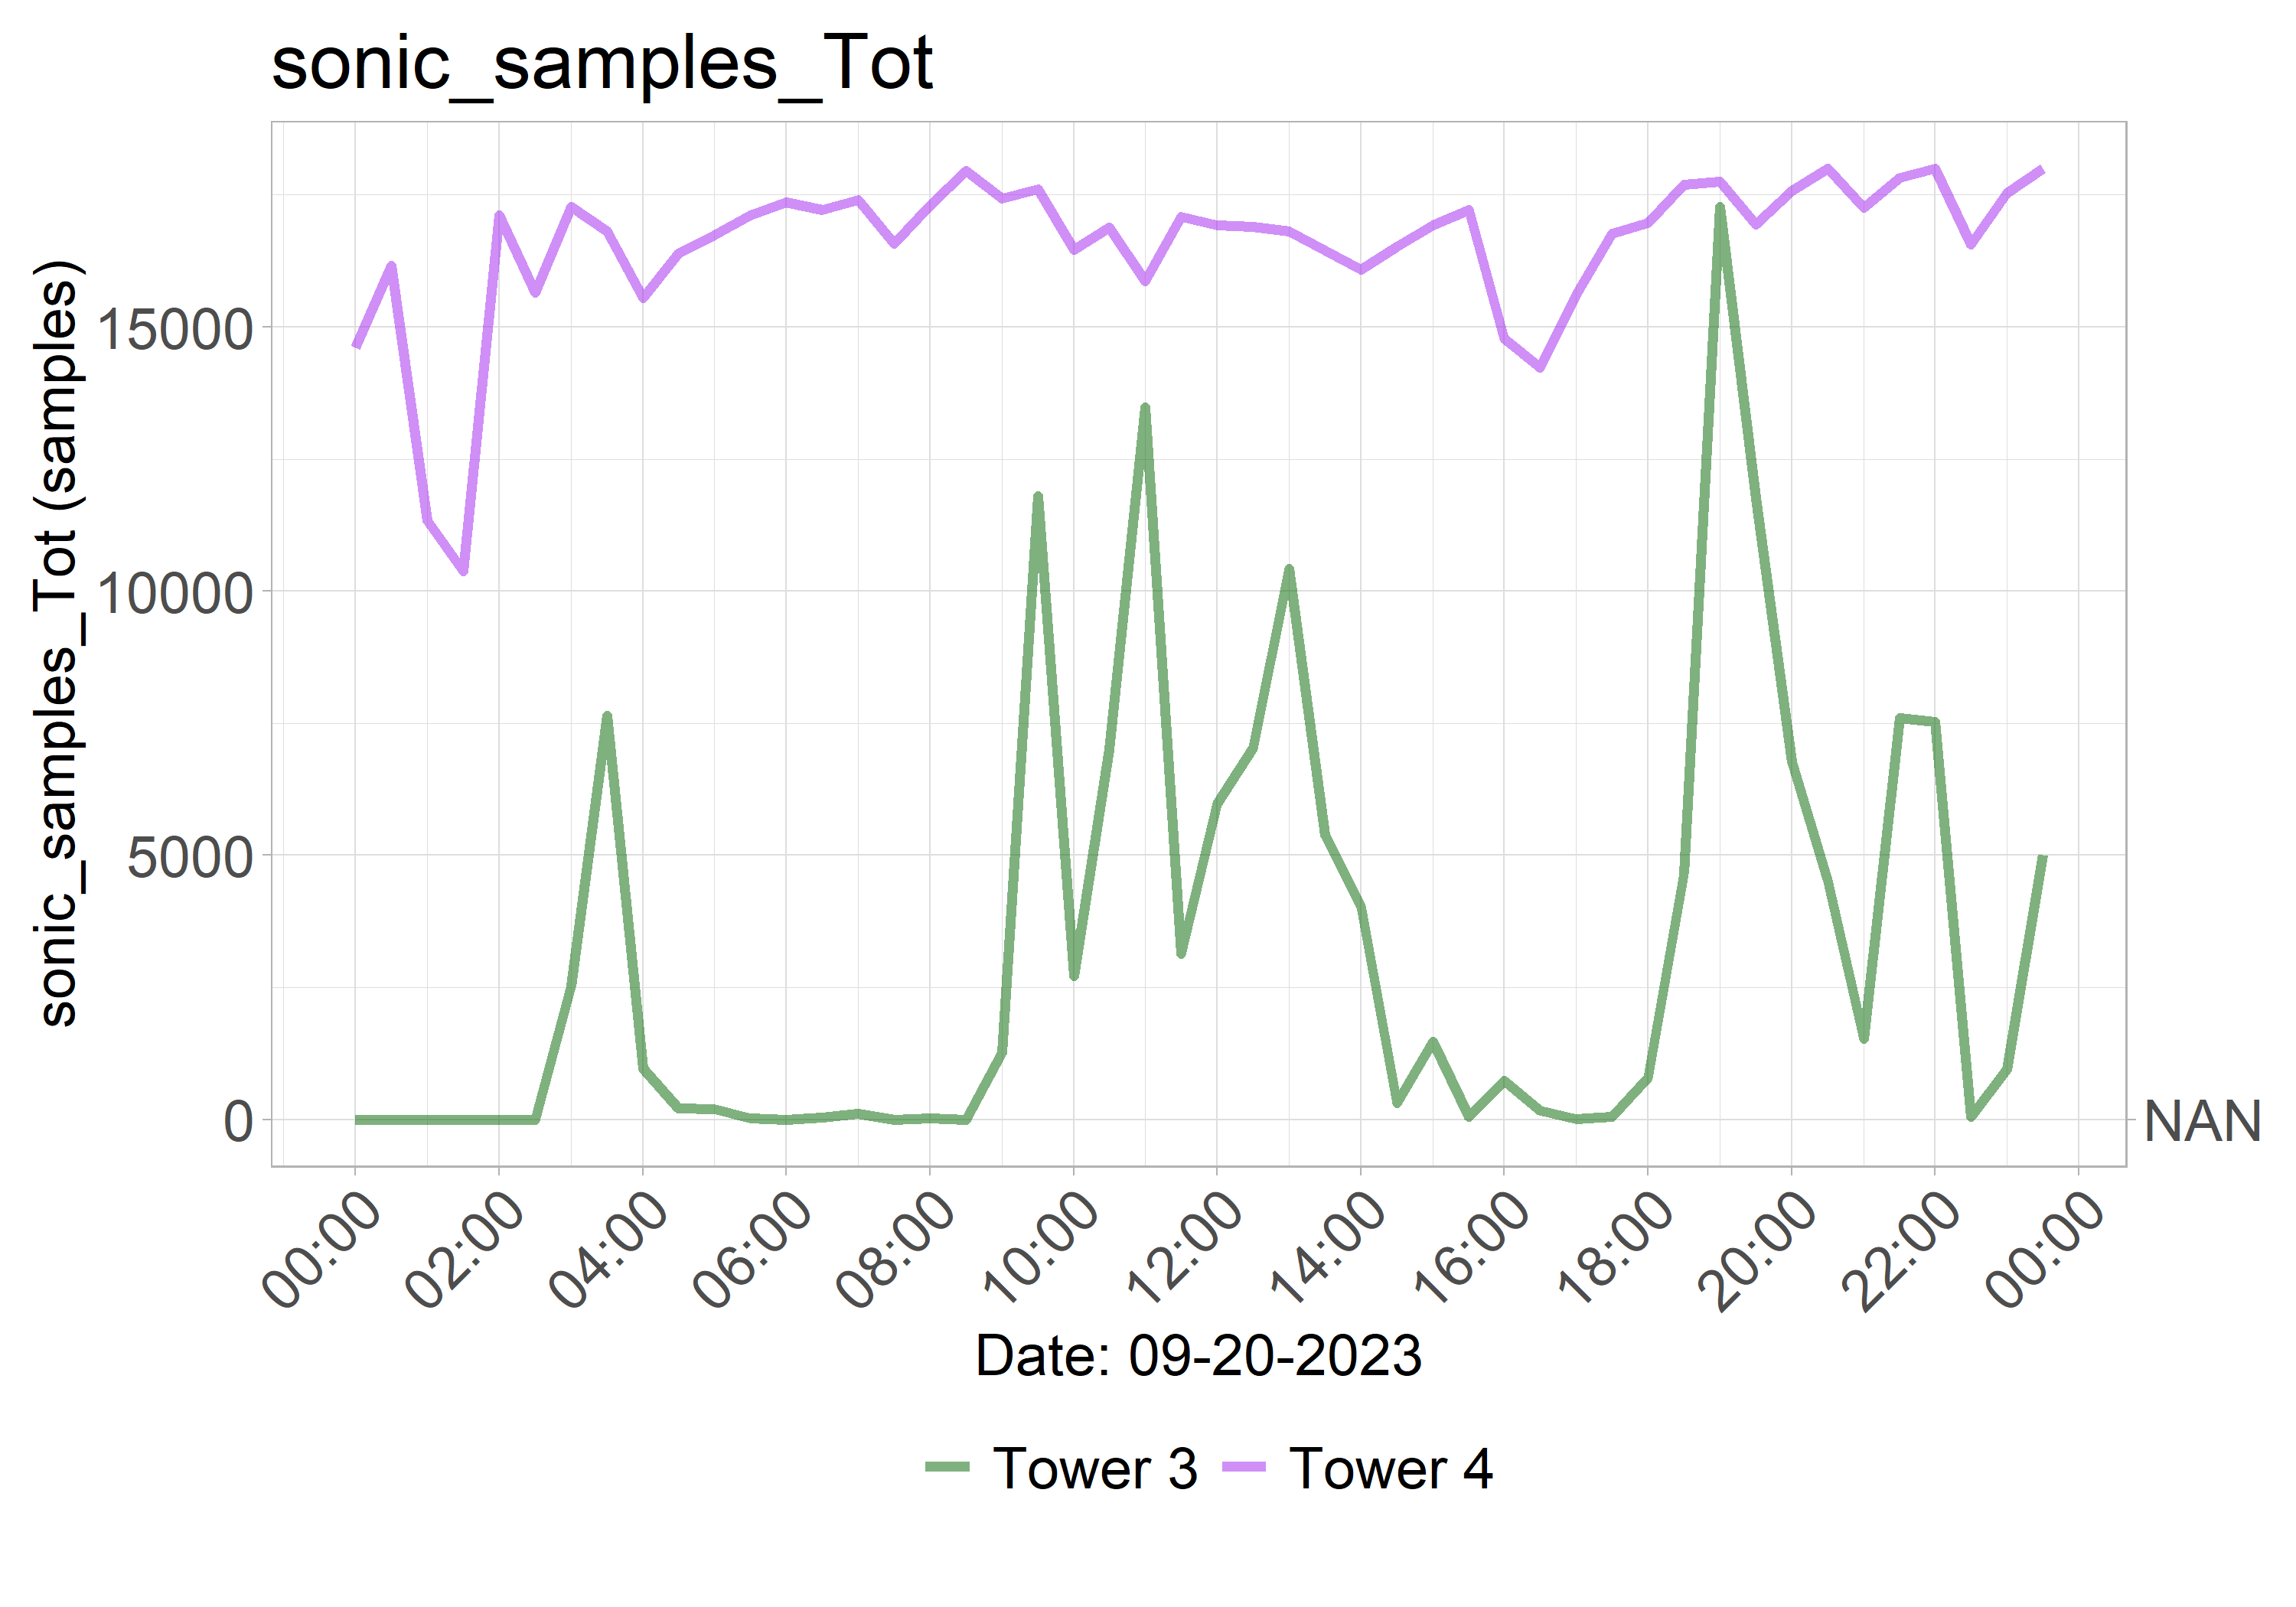 sonic_samples_Tot
sonic_samples_Tot (samples)
15000
10000
5000
0
NAN
00:00
02:00
04:00
06:00
08:00
10:00
12:00
14:00
16:00
18:00
20:00
22:00
00:00
Date: 09-20-2023
Tower 3
Tower 4